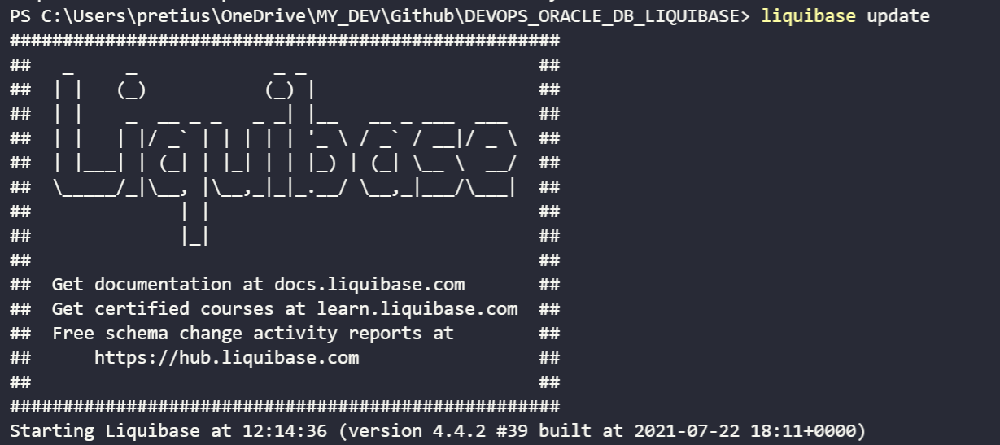 PS C:\Users\pretius\OneDrive\MY_DEV\Github\DEVOPS_ORACLE_DB_LIQUIBASE> liquibase update
####################################################
##   _     _             _ _                      ##
##  | |   (_)           (_) |                     ##
##  | |    _  __ _ _   _ _| |__   __ _ ___  ___   ##
##  | |   | |/ _` | | | | | '_ \ / _` / __|/ _ \  ##
##  | |___| | (_| | |_| | | |_) | (_| \__ \  __/  ##
##  \_____/_|\__, |\__,_|_|_.__/ \__,_|___/\___|  ##
##              | |                               ##
##              |_|                               ##
##                                                ##
##  Get documentation at docs.liquibase.com       ##
##  Get certified courses at learn.liquibase.com  ##
##  Free schema change activity reports at        ##
##      https://hub.liquibase.com                 ##
##                                                ##
####################################################
Starting Liquibase at 12:14:36 (version 4.4.2 #39 built at 2021-07-22 18:11+0000)